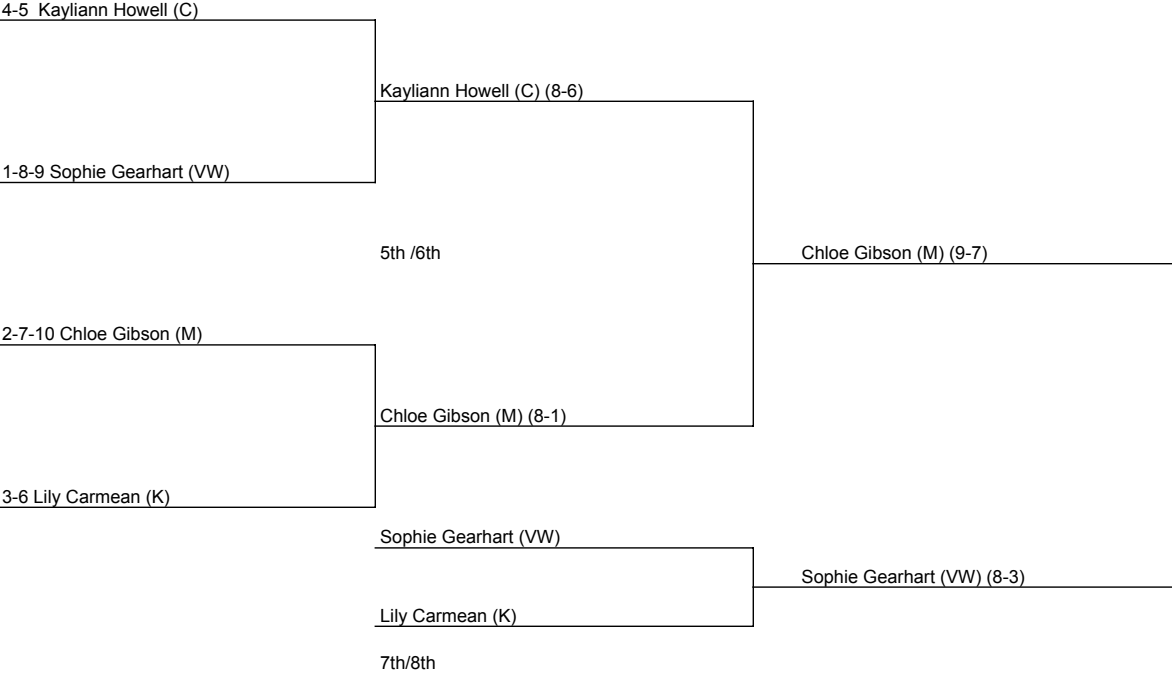 4-5 Kayliann Howell (C)
Kayliann Howell (C) (8-6)
1-8-9 Sophie Gearhart (VW)
5th /6th
Chloe Gibson (M) (9-7)
2-7-10 Chloe Gibson (M)
Chloe Gibson (M) (8-1)
3-6 Lily Carmean (K)
Sophie Gearhart (VW)
Sophie Gearhart (VW) (8-3)
Lily Carmean (K)
7th/8th